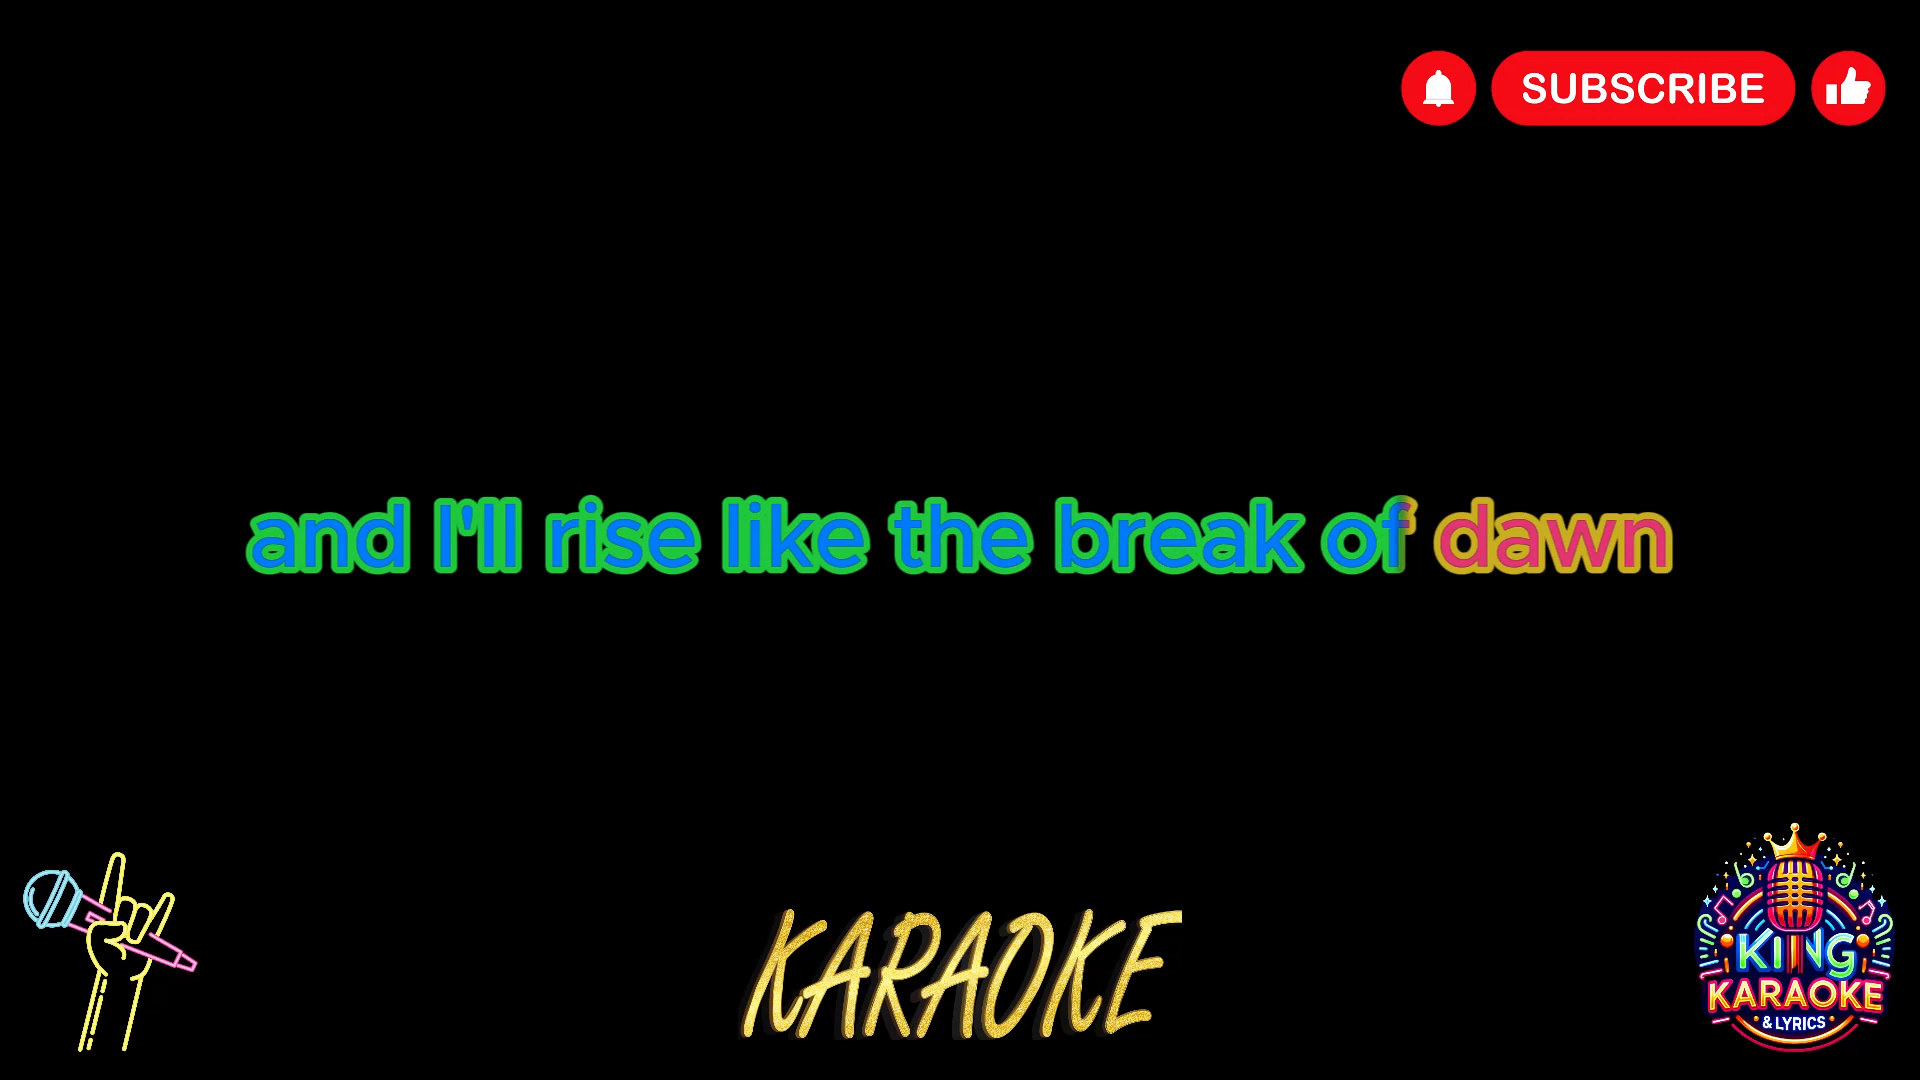 SUBSCRIBE
and I'll rise like the break of dawn
KARAOKE
KING
KARAOKE
& LYRICS